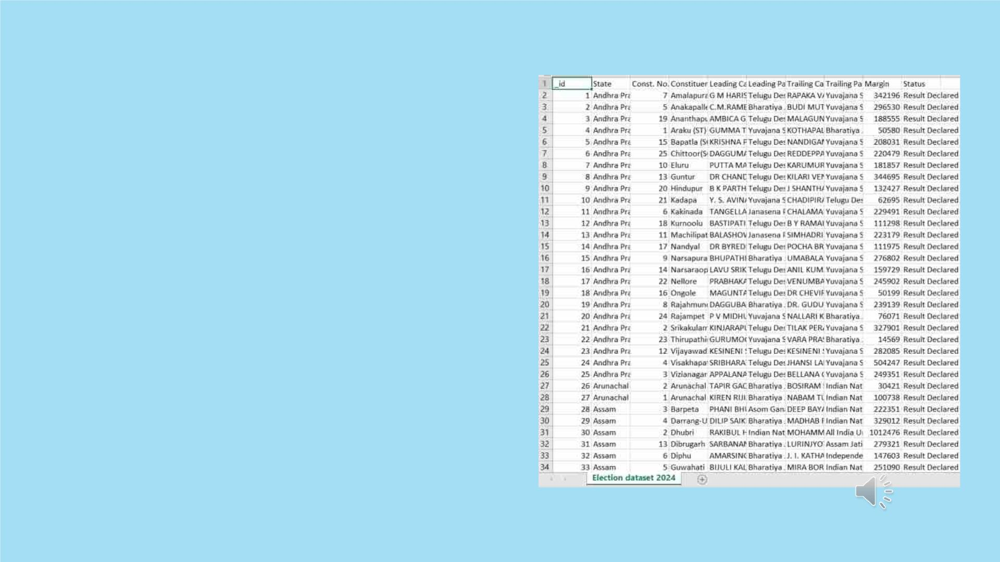 1 _id State Const. No. Constituer Leading Ca Leading Pa Trailing Ca Trailing Pa Margin Status
2 1 Andhra Pra 7 Amalapura G M HARIS Telugu Des RAPAKA VA Yuvajana S 342196 Result Declared
3 2 Andhra Pra 5 Anakapalle C.M.RAME Bharatiya BUDI MUT Yuvajana S 296530 Result Declared
4 3 Andhra Pra 19 Ananthapu AMBICA G Telugu Des MALAGUN Yuvajana S 188555 Result Declared
5 4 Andhra Pra 1 Araku (ST) GUMMA T Yuvajana S KOTHAPAL Bharatiya 50580 Result Declared
6 5 Andhra Pra 15 Bapatla (S KRISHNA P Telugu Des NANDIGA Yuvajana S 208031 Result Declared
7 6 Andhra Pra 25 Chittoor(S DAGGUMA Telugu Des REDDEPPA Yuvajana S 220479 Result Declared
8 7 Andhra Pra 10 Eluru PUTTA MA Telugu Des KARUMUR Yuvajana S 181857 Result Declared
9 8 Andhra Pra 13 Guntur DR CHAND Telugu Des KILARI VEN Yuvajana S 344695 Result Declared
10 9 Andhra Pra 20 Hindupur B K PARTH Telugu Des J SHANTHA Yuvajana S 132427 Result Declared
11 10 Andhra Pra 21 Kadapa Y. S. AVINA Yuvajana S CHADIPIRA Telugu Des 62695 Result Declared
12 11 Andhra Pra 6 Kakinada TANGELLA Janasena P CHALAMA Yuvajana S 229491 Result Declared
13 12 Andhra Pra 18 Kurnoolu BASTIPATI Telugu Des B Y RAMAI Yuvajana S 111298 Result Declared
14 13 Andhra Pra 11 Machilipat BALASHOW Janasena P SIMHADRI Yuvajana S 223179 Result Declared
15 14 Andhra Pra 17 Nandyal DR BYRED Telugu Des POCHA BR Yuvajana S 111975 Result Declared
16 15 Andhra Pra 9 Narsapura BHUPATHI Bharatiya UMABALA Yuvajana S 276802 Result Declared
17 16 Andhra Pra 14 Narsaraop LAVU SRIK Telugu Des ANIL KUM Yuvajana S 159729 Result Declared
18 17 Andhra Pra 22 Nellore PRABHAKA Telugu Des VENUMBA Yuvajana S 245902 Result Declared
19 18 Andhra Pra 16 Ongole MAGUNTA Telugu Des DR CHEVIR Yuvajana S 50199 Result Declared
20 19 Andhra Pra 8 Rajahmund DAGGUBA Bharatiya DR. GUDU Yuvajana S 239139 Result Declared
21 20 Andhra Pra 24 Rajampet P V MIDHU Yuvajana S NALLARI K Bharatiya 76071 Result Declared
22 21 Andhra Pra 2 Srikakulam KINJARAPU Telugu Des TILAK PERA Yuvajana S 327901 Result Declared
23 22 Andhra Pra 23 Thirupathi GURUMOO Yuvajana S VARA PRAS Bharatiya 14569 Result Declared
24 23 Andhra Pra 12 Vijayawad KESINENI Telugu Des KESINENI Yuvajana S 282085 Result Declared
25 24 Andhra Pra 4 Visakhapat SRIBHARA Telugu Des JHANSI LA Yuvajana S 504247 Result Declared
26 25 Andhra Pra 3 Vizianagar APPALANA Telugu Des BELLANA Yuvajana S 249351 Result Declared
27 26 Arunachal 2 Arunachal TAPIR GAO Bharatiya BOSIRAM Indian Nat 30421 Result Declared
28 27 Arunachal 1 Arunachal KIREN RIJI Bharatiya NABAM TU Indian Nat 100738 Result Declared
29 28 Assam 3 Barpeta PHANI BHU Asom Gan DEEP BAYA Indian Nat 222351 Result Declared
30 29 Assam 4 Darrang-U DILIP SAIK Bharatiya MADHAB R Indian Nat 329012 Result Declared
31 30 Assam 2 Dhubri RAKIBUL H Indian Nat MOHAMM All India U 1012476 Result Declared
32 31 Assam 13 Dibrugarh SARBANAN Bharatiya LURINJYO Assam Jati 279321 Result Declared
33 32 Assam 6 Diphu AMARSING Bharatiya J. I. KATHA Independe 147603 Result Declared
34 33 Assam 5 Guwahati BIJULI KAL Bharatiya MIRA BOR Indian Nat 251090 Result Declared
Election dataset 2024